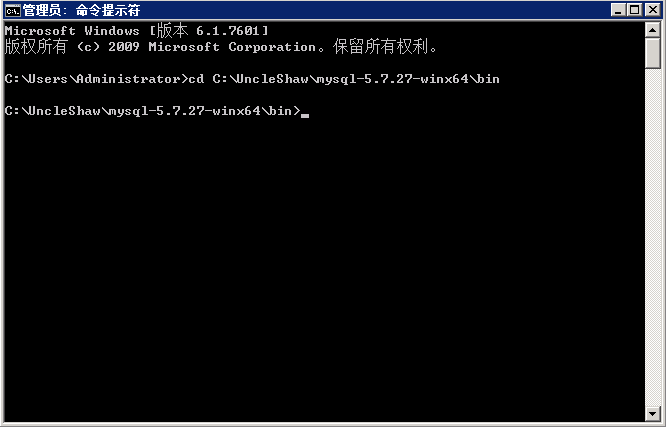 管理员: 命令提示符
Microsoft Windows [版本 6.1.7601]
版权所有 (c) 2009 Microsoft Corporation。保留所有权利。
C:\Users\Administrator>cd C:\UncleShaw\mysql-5.7.27-winx64\bin
C:\UncleShaw\mysql-5.7.27-winx64\bin>